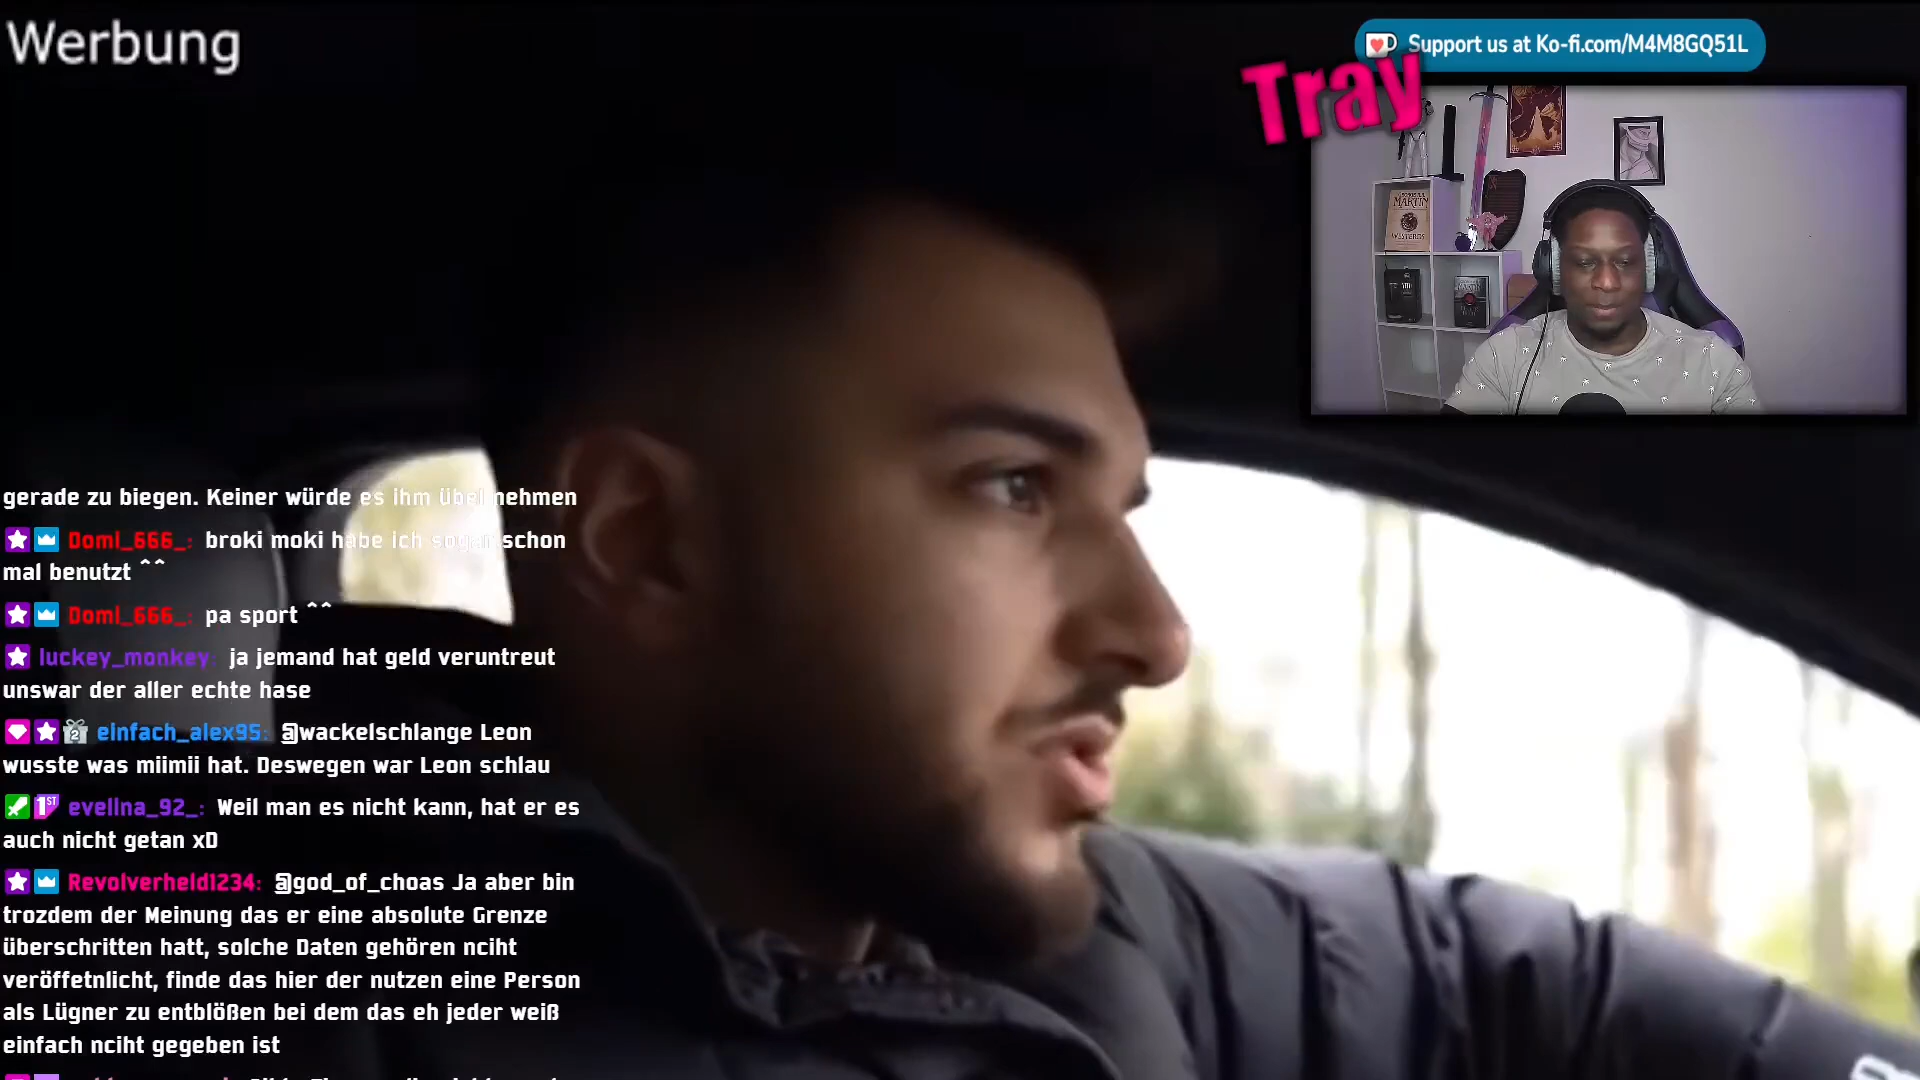 Werbung
Support us at Ko-fi.com/M4M8GQ51L
Tray
MARTIN
WESTEROS
gerade zu biegen. Keiner würde es ihm übel nehmen
Doml_666_: broki moki habe ich sogar schon
mal benutzt ^^
Doml_666_: pa sport ^^
luckey_monkey: ja jemand hat geld veruntreut
unswar der aller echte hase
2 einfach_alex95: @wackelschlange Leon
wusste was miimii hat. Deswegen war Leon schlau
1ST evelina_92_: Weil man es nicht kann, hat er es
auch nicht getan xD
Revolverheld1234: @god_of_choas Ja aber bin
trozdem der Meinung das er eine absolute Grenze
überschritten hatt, solche Daten gehören nciht
veröffetnlicht, finde das hier der nutzen eine Person
als Lügner zu entblößen bei dem das eh jeder weiß
einfach nciht gegeben ist